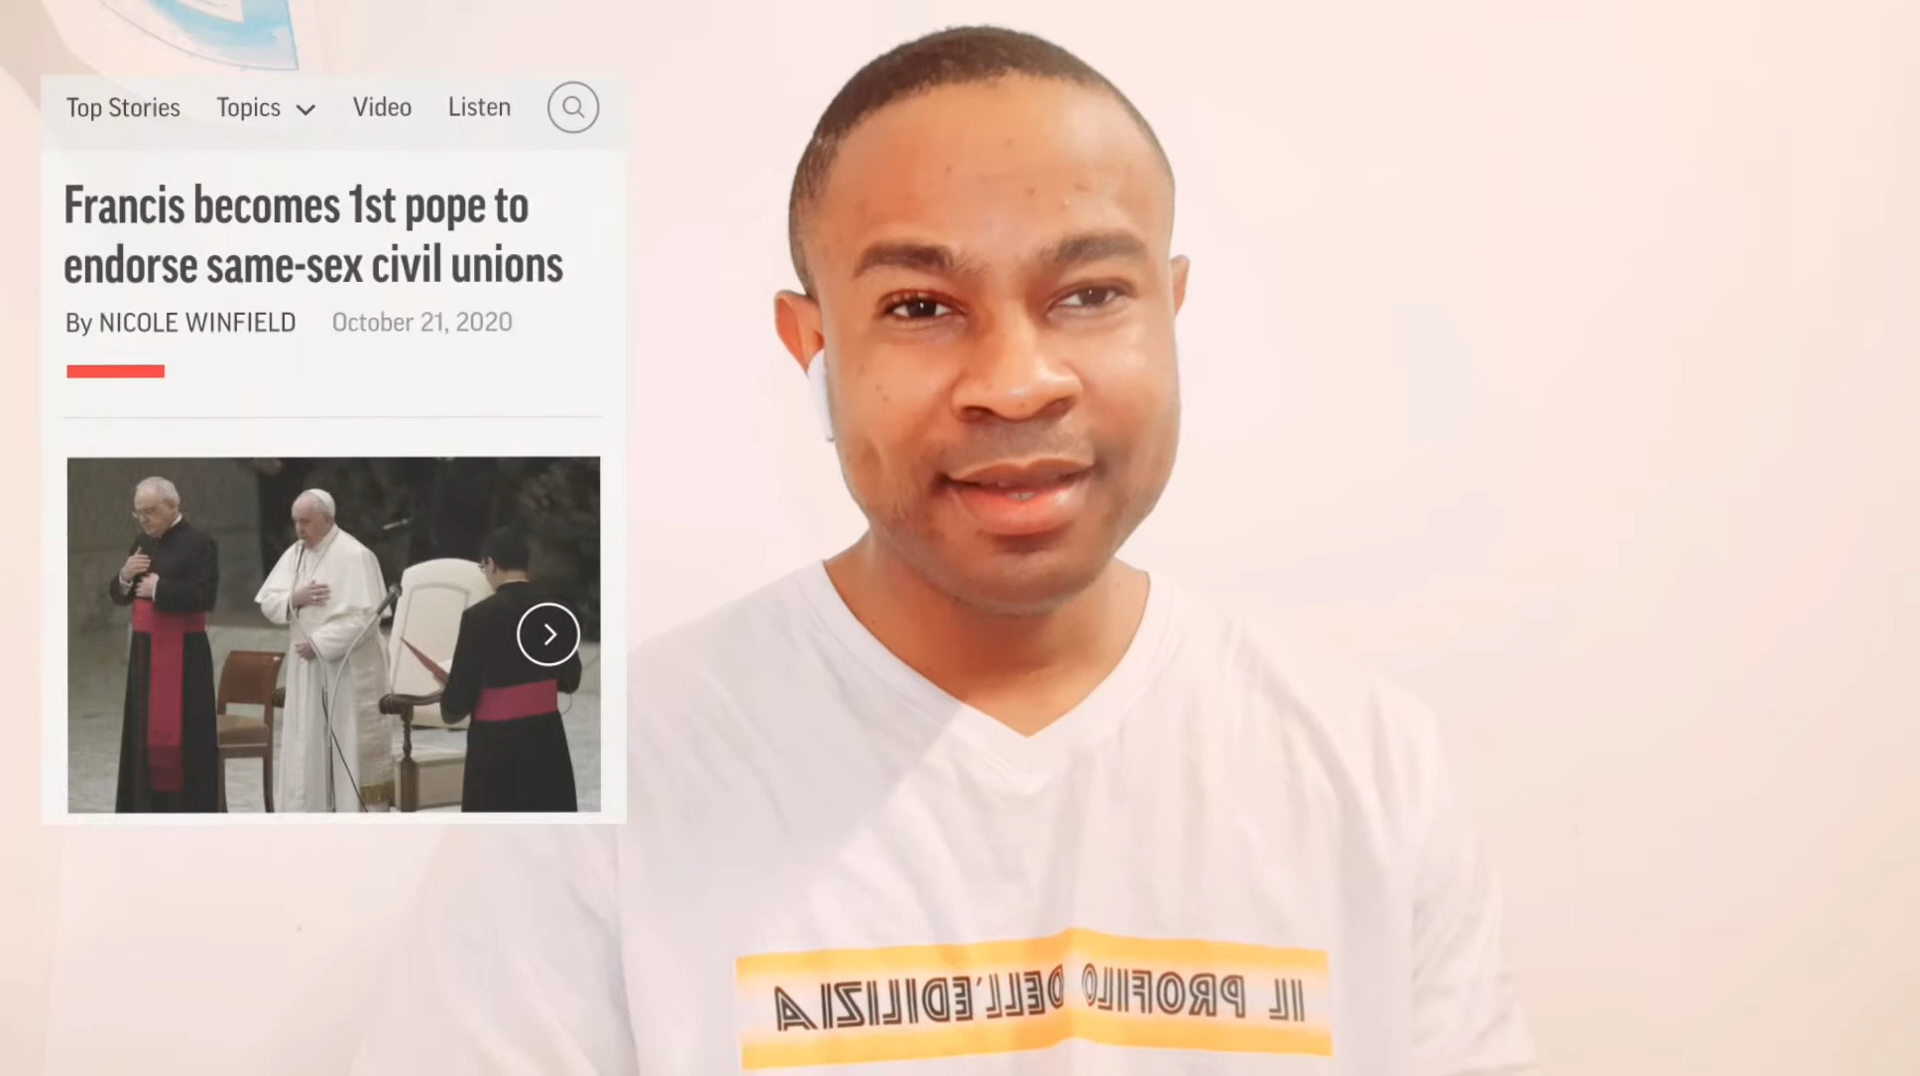 Top Stories Topics Video Listen
Francis becomes 1st pope to
endorse same-sex civil unions
By NICOLE WINFIELD October 21, 2020
IL PROFILO DELL'EDILIZIA